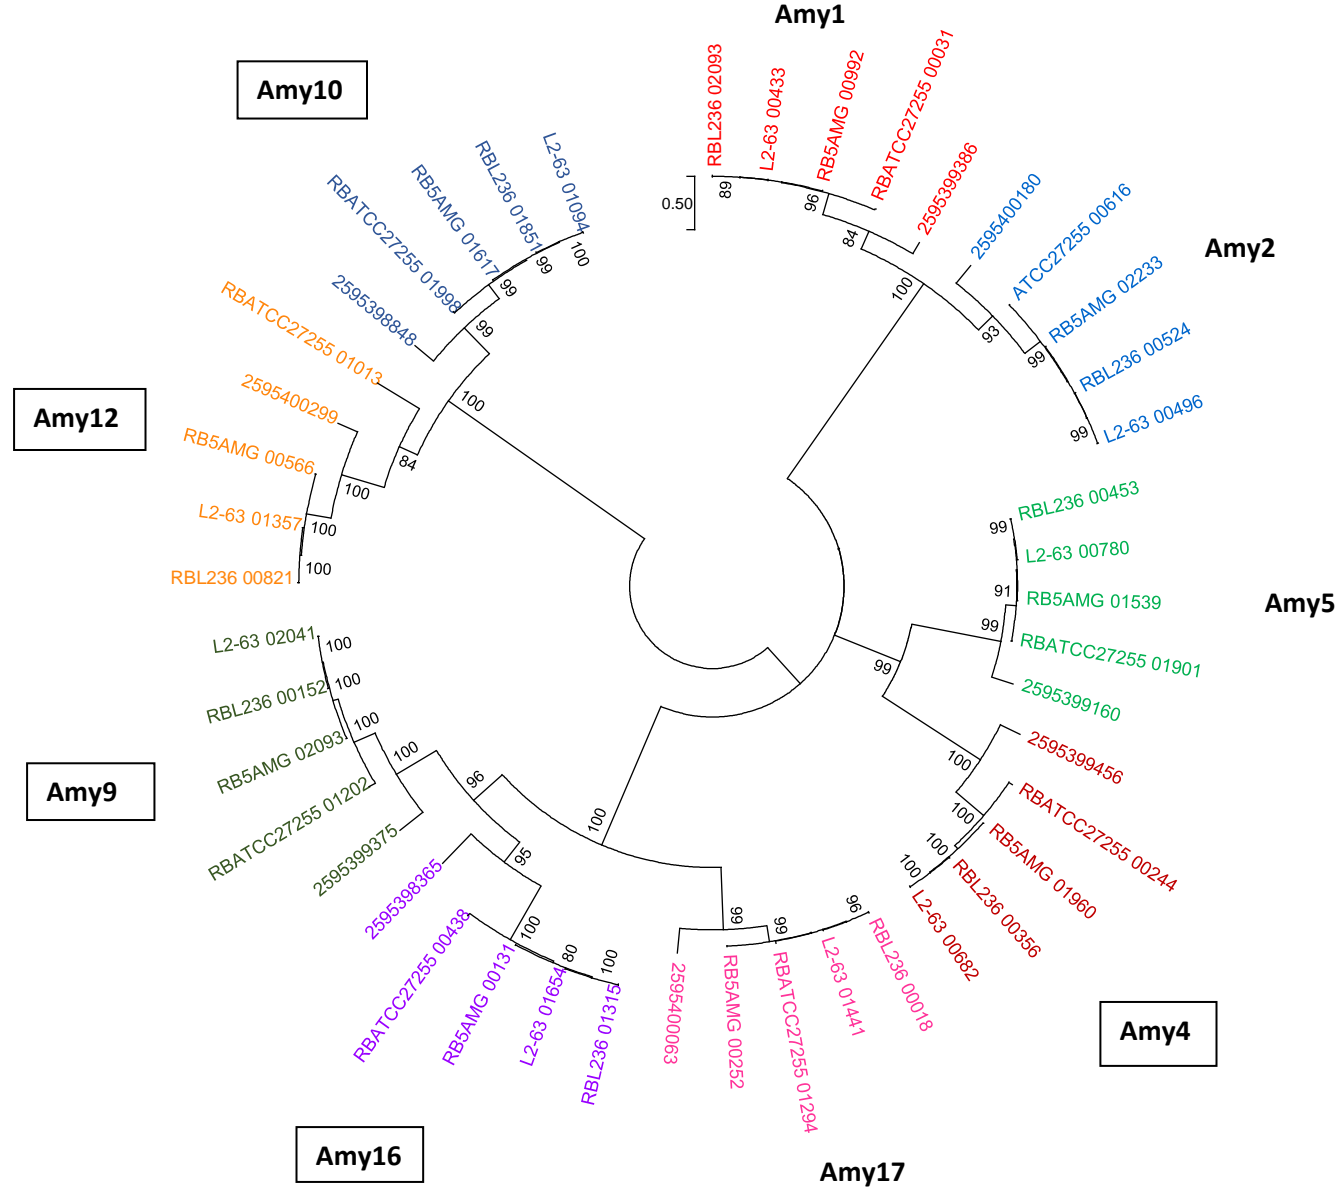 Amy1
RBL236 02093
L2-63 00433
RB5AMG 00992
RBATCC27255 00031
2595399386
89
96
84
100
0.50
Amy2
2595400180
ATCC27255 00616
RB5AMG 02233
RBL236 00524
L2-63 00496
93
99
99
Amy5
RBL236 00453
L2-63 00780
RB5AMG 01539
RBATCC27255 01901
2595399160
99
91
99
99
Amy4
2595399456
RBATCC27255 00244
RB5AMG 01960
RBL236 00356
L2-63 00682
100
100
100
100
Amy17
RBL236 00018
L2-63 01441
RBATCC27255 01294
RB5AMG 00252
2595400063
96
99
99
100
Amy16
RBL236 01315
L2-63 01654
RB5AMG 00131
RBATCC27255 00438
2595398365
100
80
100
95
96
Amy9
2595399375
RBATCC27255 01202
RB5AMG 02093
RBL236 00152
L2-63 02041
100
100
100
100
Amy12
RBL236 00821
L2-63 01357
RB5AMG 00566
2595400299
RBATCC27255 01013
100
100
100
84
100
Amy10
2595398848
RBATCC27255 01998
RB5AMG 01617
RBL236 01851
L2-63 01094
99
99
99
100